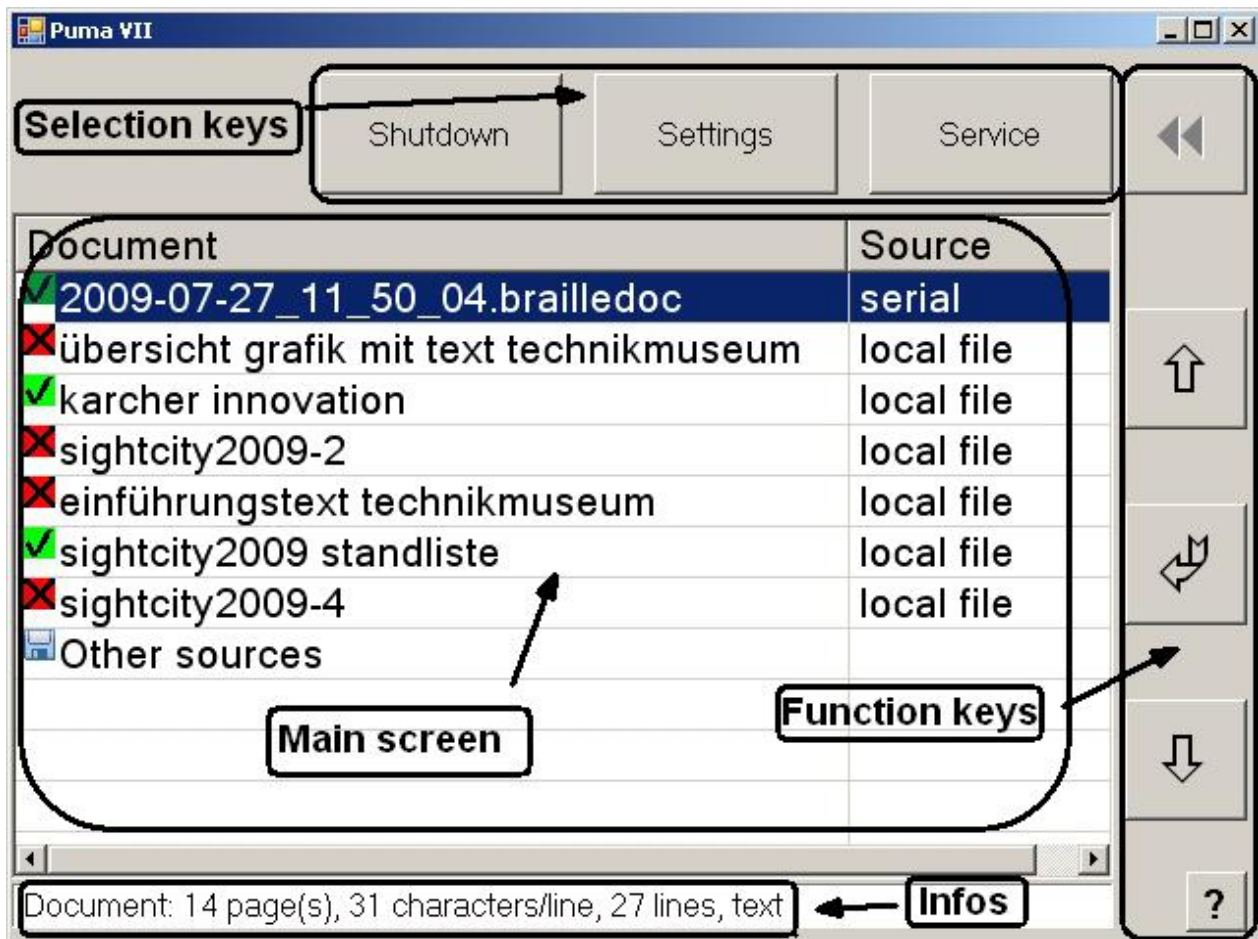 Puma VII
Selection keys
Shutdown Settings Service
Document Source
2009-07-27_11_50_04.brailledoc serial
übersicht grafik mit text technikmuseum local file
karcher innovation local file
sightcity2009-2 local file
einführungstext technikmuseum local file
sightcity2009 standliste local file
sightcity2009-4 local file
Other sources
Main screen
Function keys
Document: 14 page(s), 31 characters/line, 27 lines, text
Infos
?